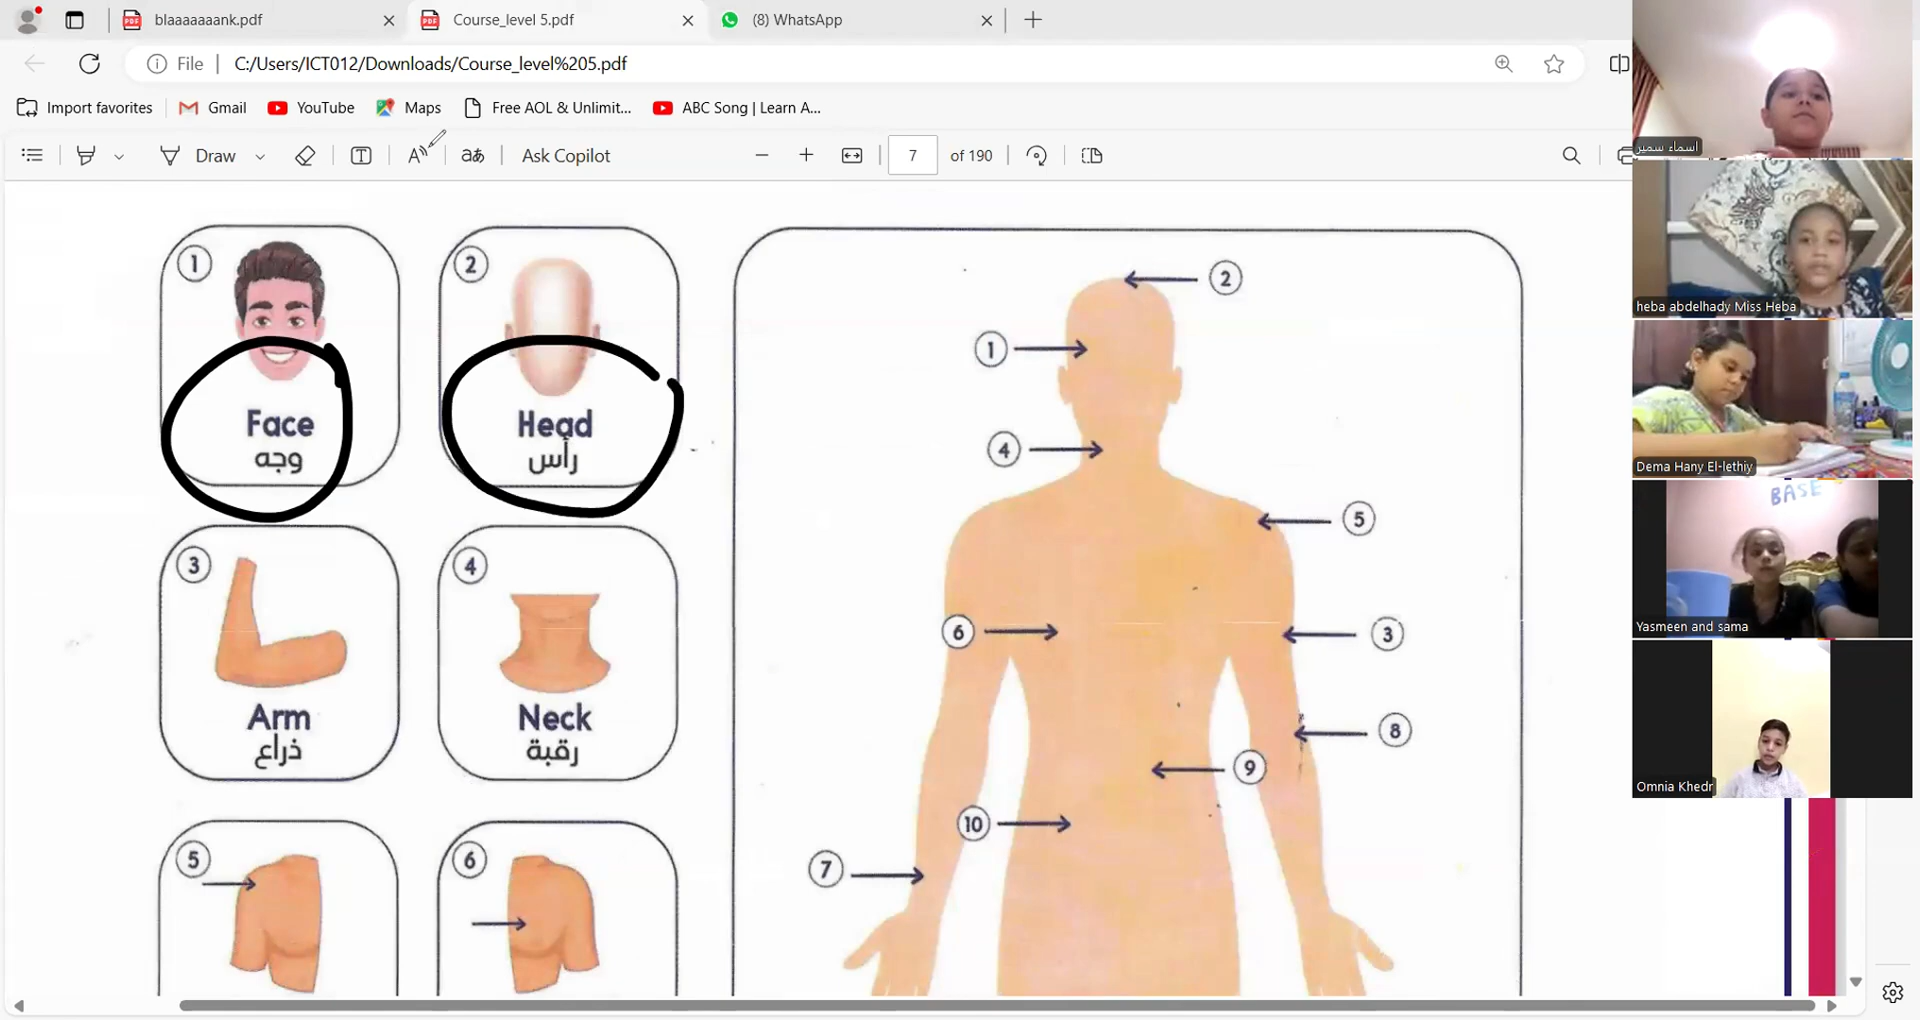 blaaaaaaank.pdf
Course_level 5.pdf
(8) WhatsApp
File
C:/Users/ICT012/Downloads/Course_level%205.pdf
Import favorites
Gmail
YouTube
Maps
Free AOL & Unlimit...
ABC Song | Learn A...
Draw
Ask Copilot
7
of 190
1
Face
وجه
2
Head
رأس
3
Arm
ذراع
4
Neck
رقبة
5
6
2
1
4
5
6
3
8
9
10
7
اسماء سمير
heba abdelhady Miss Heba
Dema Hany El-lethiy
BASE
Yasmeen and sama
Omnia Khedr